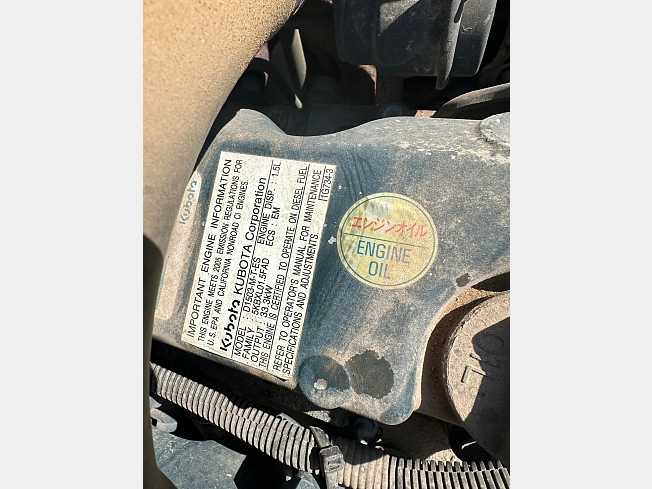 Kubota
IMPORTANT ENGINE INFORMATION
THIS ENGINE MEETS 2005 EMISSION REGULATIONS FOR
U.S. EPA AND CALIFORNIA NONROAD CI ENGINES.
Kubota KUBOTA Corporation
MODEL : D1503-M-T-ES ENGINE DISP. : 1.5L
FAMILY : 5KBXL01.5FAD ECS : EM
OUTPUT : 33.3kW
THIS ENGINE IS CERTIFIED TO OPERATE ON DIESEL FUEL
REFER TO OPERATOR'S MANUAL FOR MAINTENANCE
SPECIFICATIONS AND ADJUSTMENTS.
TG734-3
エンジンオイル
ENGINE
OIL